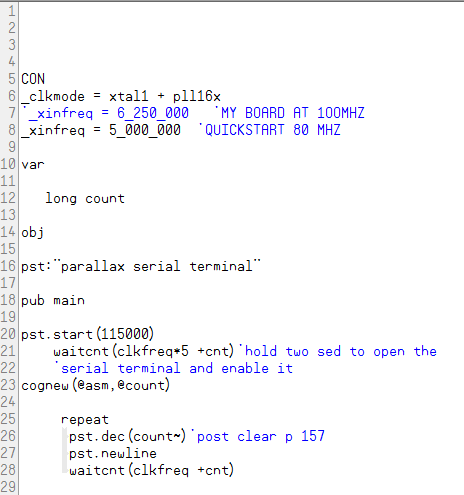 1
2
3
4
5 CON
6 _clkmode = xtal1 + pll16x
7 '_xinfreq = 6_250_000   'MY BOARD AT 100MHZ
8 _xinfreq = 5_000_000  'QUICKSTART 80 MHZ
9
10 var
11
12    long count
13
14 obj
15
16 pst:"parallax serial terminal"
17
18 pub main
19
20 pst.start(115000)
21     waitcnt(clkfreq*5 +cnt)'hold two sed to open the
22     'serial terminal and enable it
23 cognew(@asm,@count)
24
25      repeat
26       pst.dec(count~)'post clear p 157
27       pst.newline
28       waitcnt(clkfreq +cnt)
29